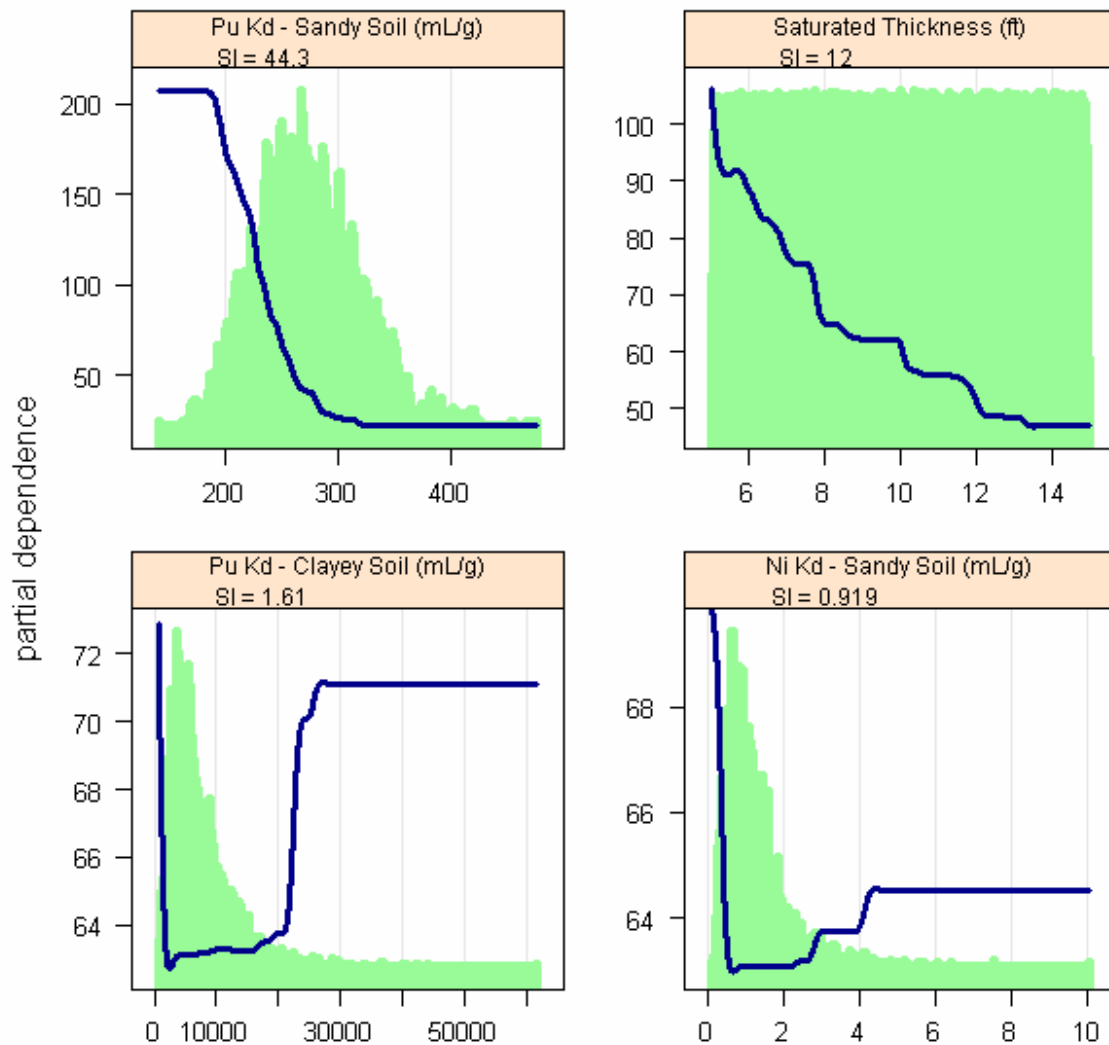 Pu Kd - Sandy Soil (mL/g)
SI = 44.3
Saturated Thickness (ft)
SI = 12
200
150
100
50
200 300 400
100
90
80
70
60
50
6 8 10 12 14
partial dependence
Pu Kd - Clayey Soil (mL/g)
SI = 1.61
Ni Kd - Sandy Soil (mL/g)
SI = 0.919
72
70
68
66
64
0 10000 30000 50000
68
66
64
0 2 4 6 8 10